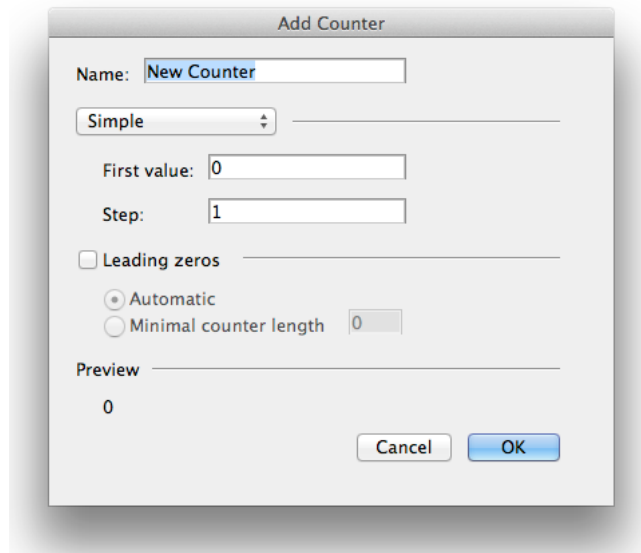 Add Counter
Name: New Counter
Simple
First value: 0
Step: 1
Leading zeros
Automatic
Minimal counter length 0
Preview
0
Cancel OK